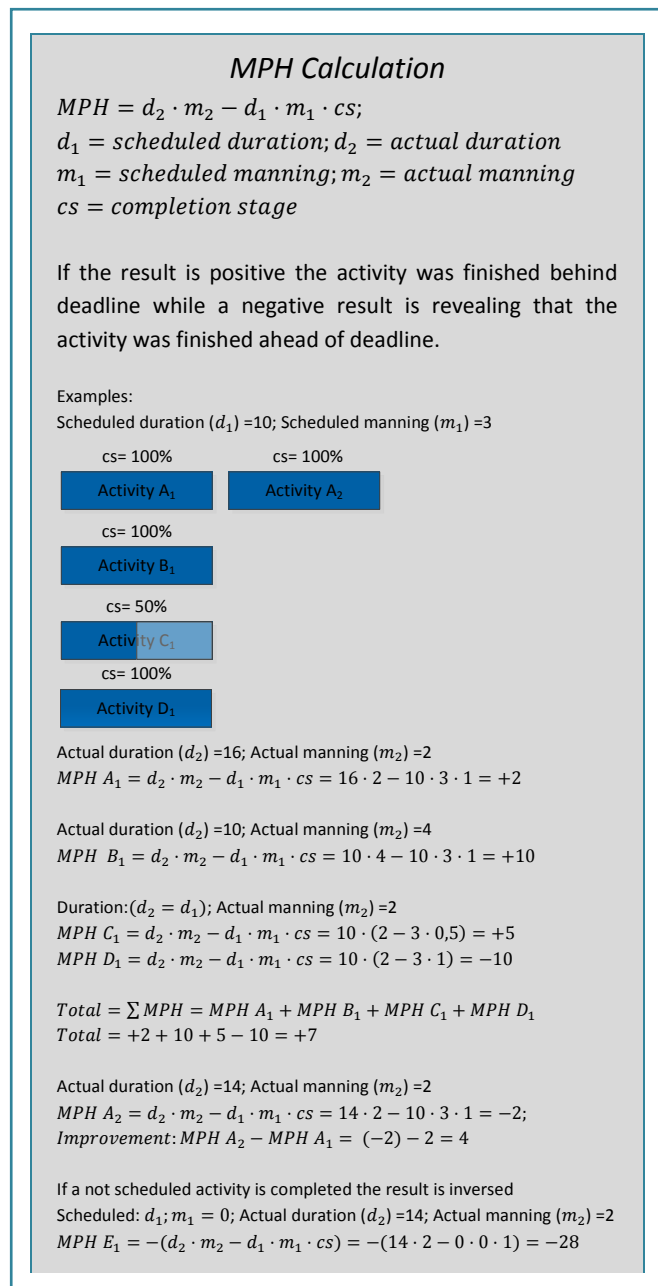 MPH Calculation
MPH = d₂ · m₂ − d₁ · m₁ · cs;
d₁ = scheduled duration; d₂ = actual duration
m₁ = scheduled manning; m₂ = actual manning
cs = completion stage
If the result is positive the activity was finished behind
deadline while a negative result is revealing that the
activity was finished ahead of deadline.
Examples:
Scheduled duration (d₁) =10; Scheduled manning (m₁) =3
cs= 100% cs= 100%
Activity A₁ Activity A₂
cs= 100%
Activity B₁
cs= 50%
Activity C₁
cs= 100%
Activity D₁
Actual duration (d₂) =16; Actual manning (m₂) =2
MPH A₁ = d₂ · m₂ − d₁ · m₁ · cs = 16 · 2 − 10 · 3 · 1 = +2
Actual duration (d₂) =10; Actual manning (m₂) =4
MPH B₁ = d₂ · m₂ − d₁ · m₁ · cs = 10 · 4 − 10 · 3 · 1 = +10
Duration:(d₂ = d₁); Actual manning (m₂) =2
MPH C₁ = d₂ · m₂ − d₁ · m₁ · cs = 10 · (2 − 3 · 0,5) = +5
MPH D₁ = d₂ · m₂ − d₁ · m₁ · cs = 10 · (2 − 3 · 1) = −10
Total = ∑ MPH = MPH A₁ + MPH B₁ + MPH C₁ + MPH D₁
Total = +2 + 10 + 5 − 10 = +7
Actual duration (d₂) =14; Actual manning (m₂) =2
MPH A₂ = d₂ · m₂ − d₁ · m₁ · cs = 14 · 2 − 10 · 3 · 1 = −2;
Improvement: MPH A₂ − MPH A₁ = (−2) − 2 = 4
If a not scheduled activity is completed the result is inversed
Scheduled: d₁; m₁ = 0; Actual duration (d₂) =14; Actual manning (m₂) =2
MPH E₁ = −(d₂ · m₂ − d₁ · m₁ · cs) = −(14 · 2 − 0 · 0 · 1) = −28